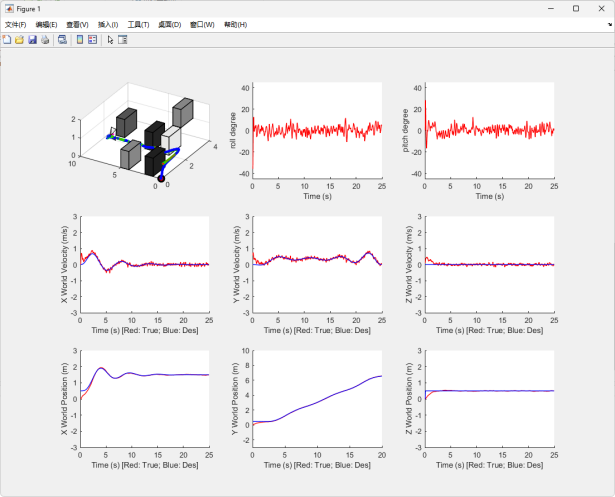 Figure 1
文件(F) 编辑(E) 查看(V) 插入(I) 工具(T) 桌面(D) 窗口(W) 帮助(H)
2
1
0
10
5
0
0
2
4
40
20
0
-20
-40
roll degree
0 5 10 15 20 25
Time (s)
40
20
0
-20
-40
pitch degree
0 5 10 15 20 25
Time (s)
3
2
1
0
-1
-2
-3
X World Velocity (m/s)
0 5 10 15 20 25
Time (s) [Red: True; Blue: Des]
3
2
1
0
-1
-2
-3
Y World Velocity (m/s)
0 5 10 15 20 25
Time (s) [Red: True; Blue: Des]
3
2
1
0
-1
-2
-3
Z World Velocity (m/s)
0 5 10 15 20 25
Time (s) [Red: True; Blue: Des]
3
2
1
0
-1
-2
-3
X World Position (m)
0 5 10 15 20 25
Time (s) [Red: True; Blue: Des]
10
8
6
4
2
0
-2
Y World Position (m)
0 5 10 15 20
Time (s) [Red: True; Blue: Des]
3
2
1
0
-1
-2
-3
Z World Position (m)
0 5 10 15 20 25
Time (s) [Red: True; Blue: Des]